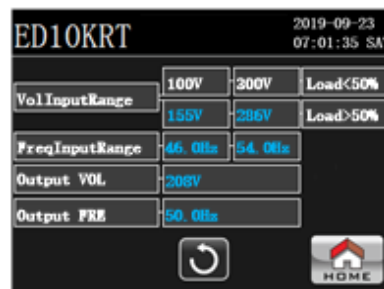 ED10KRT
2019-09-23
07:01:35 SA
VolInputRange
100V 300V Load<50%
155V 286V Load>50%
FreqInputRange 46.0Hz 54.0Hz
Output VOL 208V
Output FRE 50.0Hz
HOME